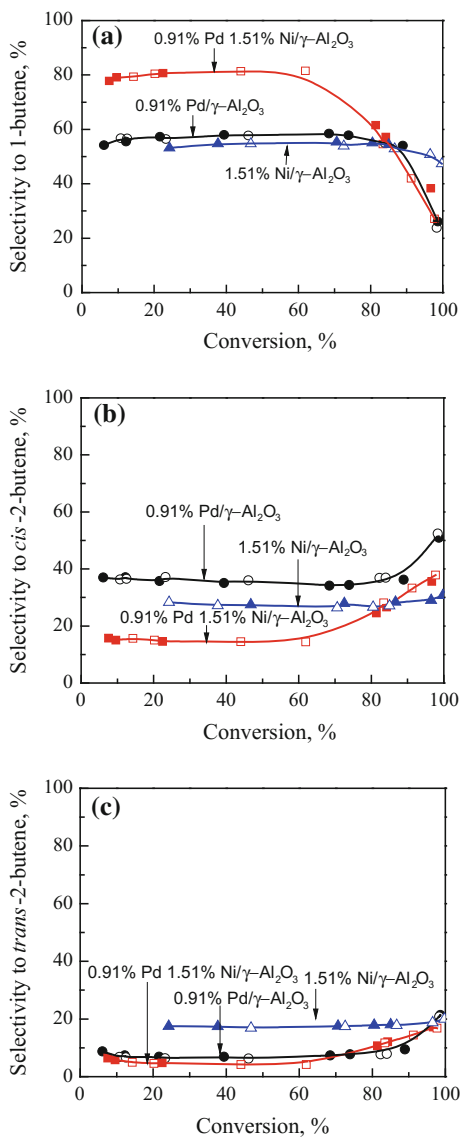 (a)
0.91% Pd 1.51% Ni/γ–Al₂O₃
0.91% Pd/γ–Al₂O₃
1.51% Ni/γ–Al₂O₃
Selectivity to 1-butene, %
100
80
60
40
20
0
0 20 40 60 80 100
Conversion, %
(b)
0.91% Pd/γ–Al₂O₃
1.51% Ni/γ–Al₂O₃
0.91% Pd 1.51% Ni/γ–Al₂O₃
Selectivity to cis-2-butene, %
100
80
60
40
20
0
0 20 40 60 80 100
Conversion, %
(c)
0.91% Pd 1.51% Ni/γ–Al₂O₃
1.51% Ni/γ–Al₂O₃
0.91% Pd/γ–Al₂O₃
Selectivity to trans-2-butene, %
100
80
60
40
20
0
0 20 40 60 80 100
Conversion, %